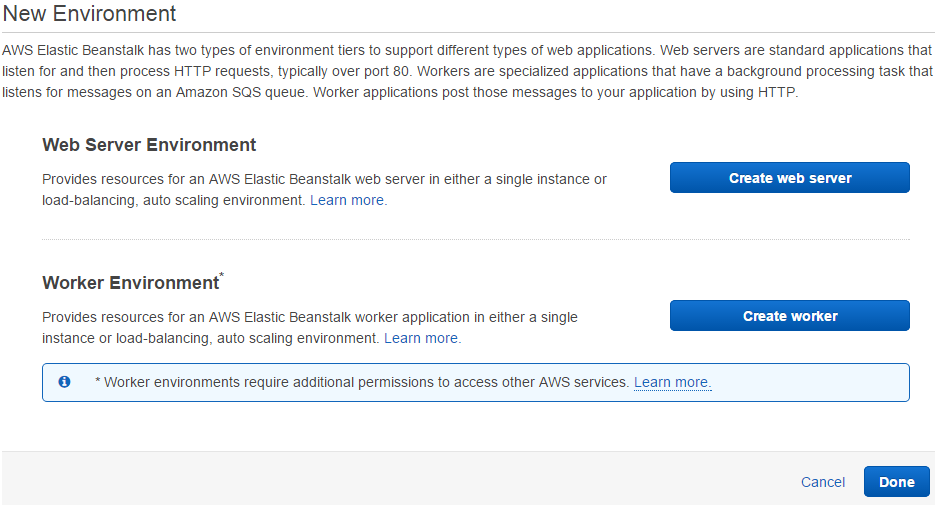 New Environment
AWS Elastic Beanstalk has two types of environment tiers to support different types of web applications. Web servers are standard applications that
listen for and then process HTTP requests, typically over port 80. Workers are specialized applications that have a background processing task that
listens for messages on an Amazon SQS queue. Worker applications post those messages to your application by using HTTP.
Web Server Environment
Provides resources for an AWS Elastic Beanstalk web server in either a single instance or
load-balancing, auto scaling environment. Learn more.
Create web server
Worker Environment*
Provides resources for an AWS Elastic Beanstalk worker application in either a single
instance or load-balancing, auto scaling environment. Learn more.
Create worker
* Worker environments require additional permissions to access other AWS services. Learn more.
Cancel Done